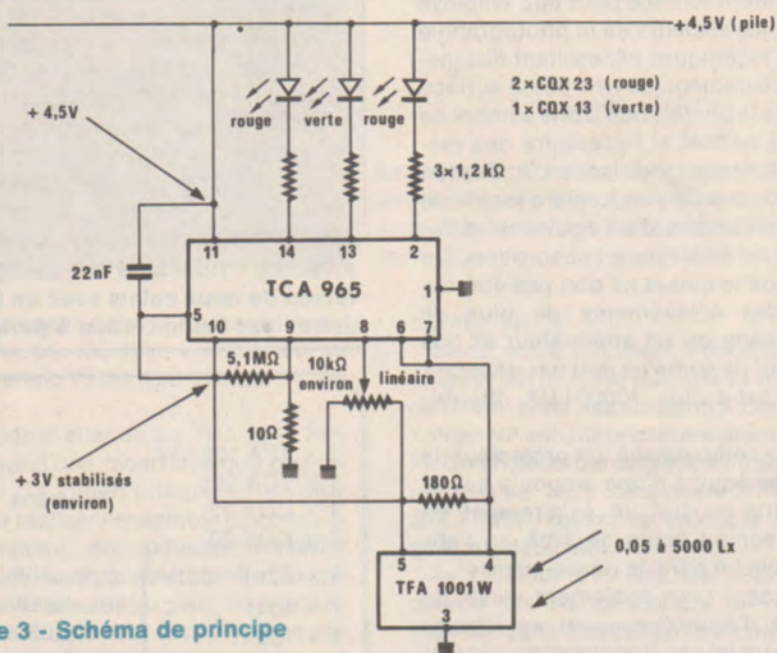 +4,5V (pile)
2×CQX 23 (rouge)
1×CQX 13 (verte)
rouge
verte
rouge
+ 4,5V
3×1,2 kΩ
11
14
13
2
22nF
TCA 965
1
5
10
9
8
6
7
5,1MΩ
10kΩ
environ
linéaire
10Ω
+ 3V stabilisés
(environ)
180Ω
5
TFA 1001 W
3
0,05 à 5000 Lx
e 3 - Schéma de principe